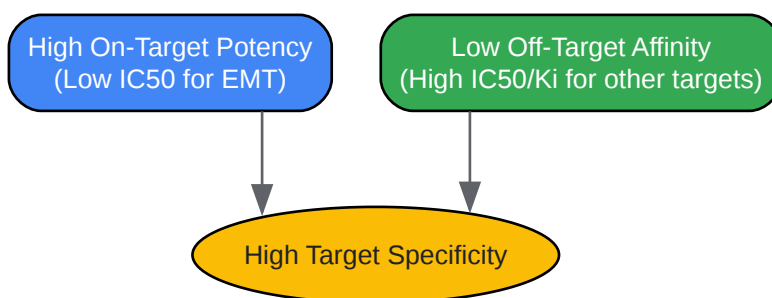 High On-Target Potency
(Low IC50 for EMT)
Low Off-Target Affinity
(High IC50/Ki for other targets)
High Target Specificity